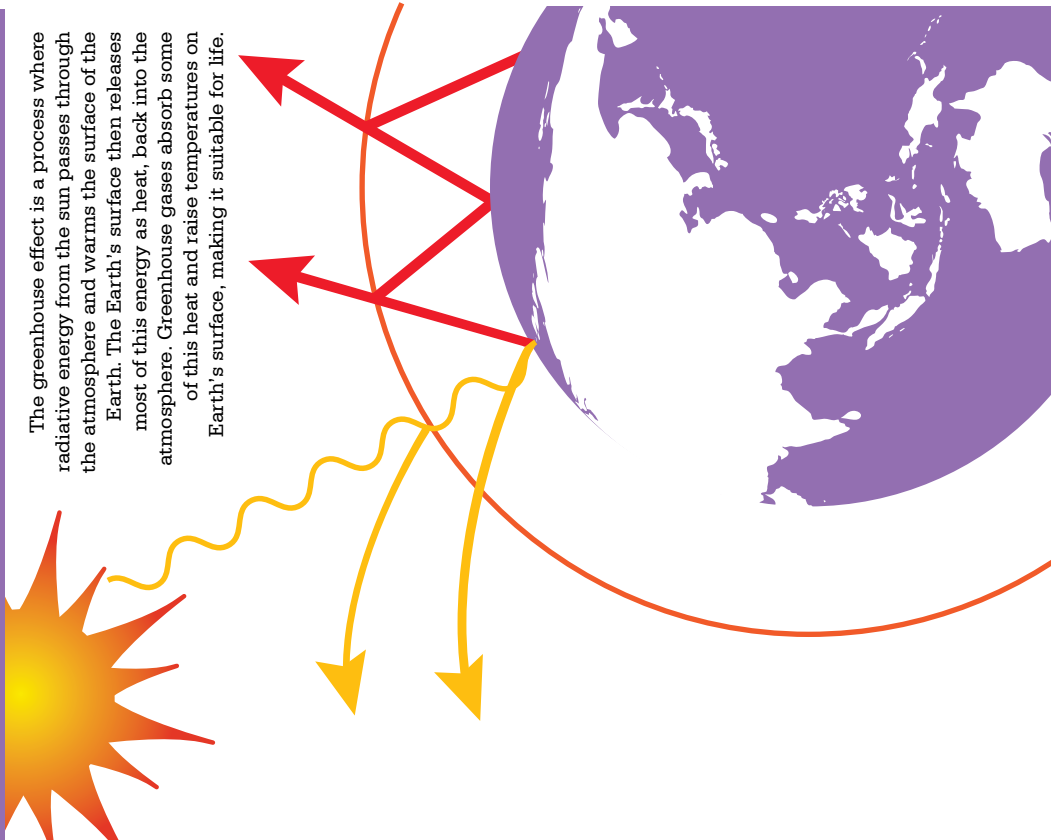 The greenhouse effect is a process where
radiative energy from the sun passes through
the atmosphere and warms the surface of the
Earth. The Earth's surface then releases
most of this energy as heat, back into the
atmosphere. Greenhouse gases absorb some
of this heat and raise temperatures on
Earth's surface, making it suitable for life.